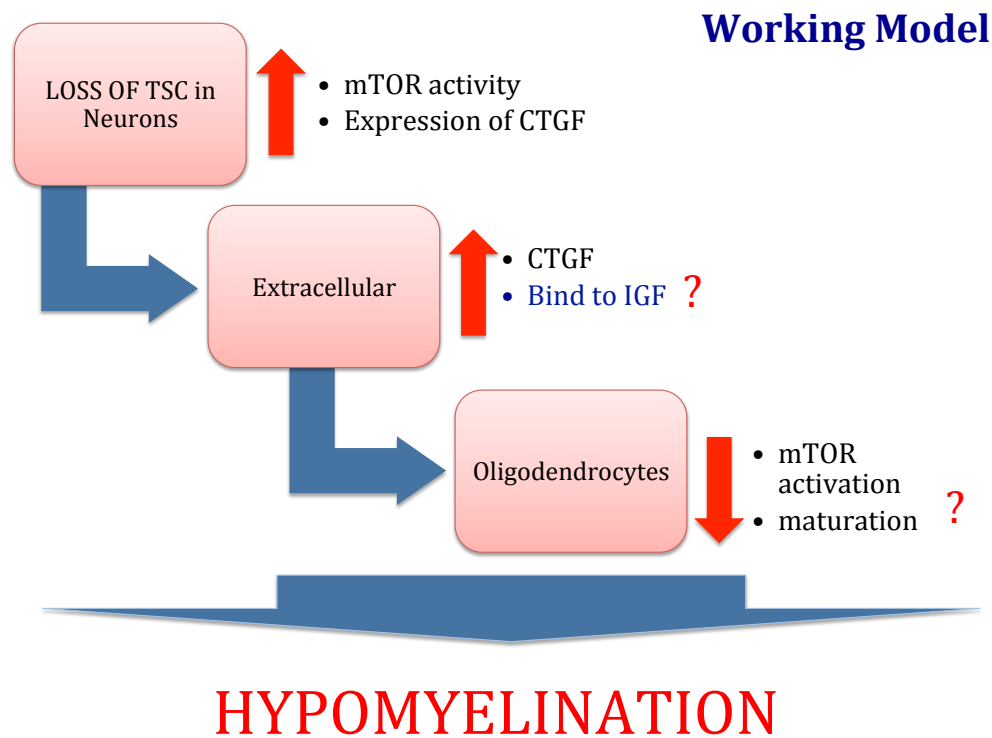 Working Model
LOSS OF TSC in
Neurons
• mTOR activity
• Expression of CTGF
Extracellular
• CTGF
• Bind to IGF ?
Oligodendrocytes
• mTOR
activation
• maturation ?
HYPOMYELINATION